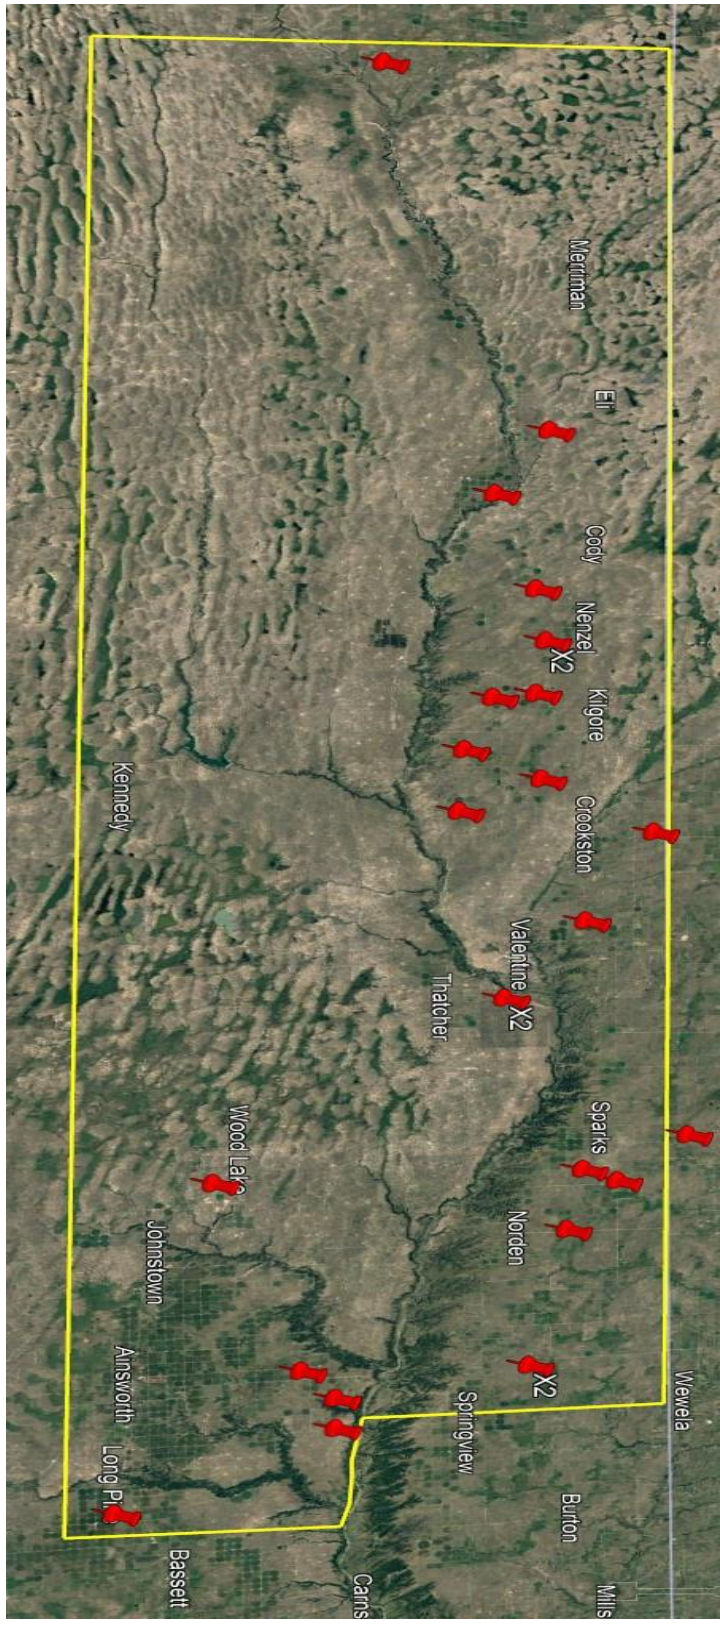 Merriman
Eli
Cody
Nenzel
X2
Kilgore
Crookston
Kennedy
Valentine
X2
Thatcher
Sparks
Wood Lake
Norden
Johnstown
X2
Wewela
Ainsworth
Springview
Burton
Bassett
Carns
Mills